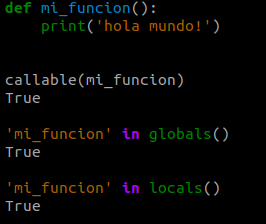 def mi_funcion():
    print('hola mundo!')
callable(mi_funcion)
True
'mi_funcion' in globals()
True
'mi_funcion' in locals()
True